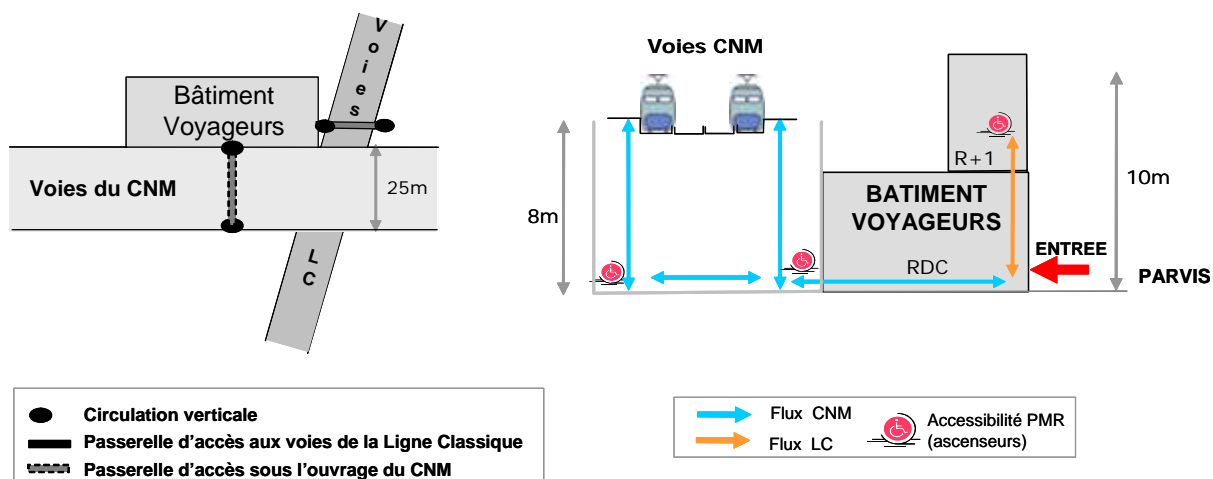 Voies
Bâtiment
Voyageurs
Voies du CNM
25m
LC
Circulation verticale
Passerelle d'accès aux voies de la Ligne Classique
Passerelle d'accès sous l'ouvrage du CNM
Voies CNM
8m
R+1
10m
BATIMENT
VOYAGEURS
ENTREE
RDC
PARVIS
Flux CNM
Flux LC
Accessibilité PMR
(ascenseurs)